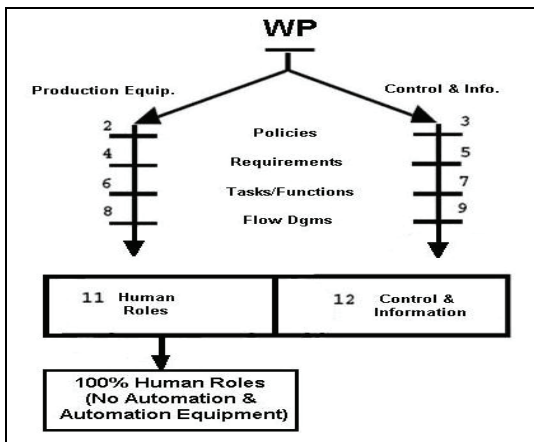 WP
Production Equip.
Control & Info.
2 Policies 3
4 Requirements 5
6 Tasks/Functions 7
8 Flow Dgms 9
11 Human
Roles
12 Control &
Information
100% Human Roles
(No Automation &
Automation Equipment)